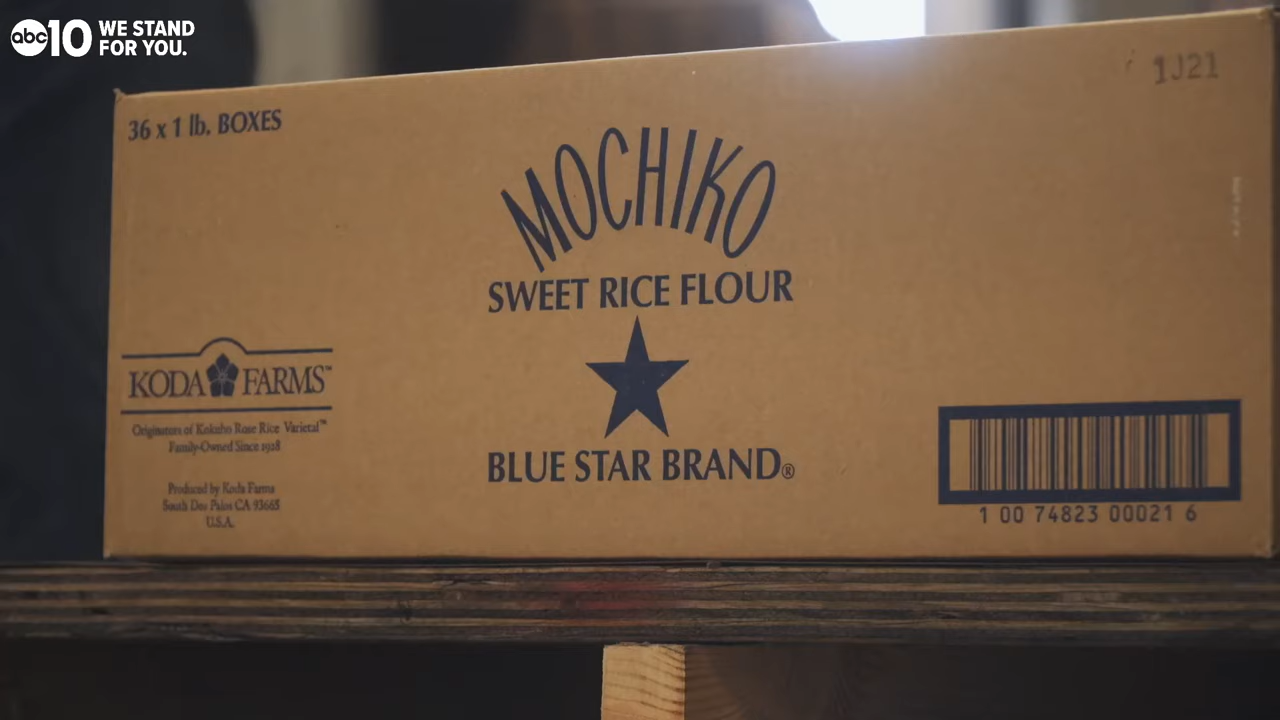 abc10 WE STAND
FOR YOU.
1J21
36 x 1 lb. BOXES
MOCHIKO
SWEET RICE FLOUR
BLUE STAR BRAND®
KODA FARMS™
Originators of Kokuho Rose Rice Varietal™
Family-Owned Since 1928
Produced by Koda Farms
South Dos Palos CA 93665
U.S.A.
1 00 74823 00021 6